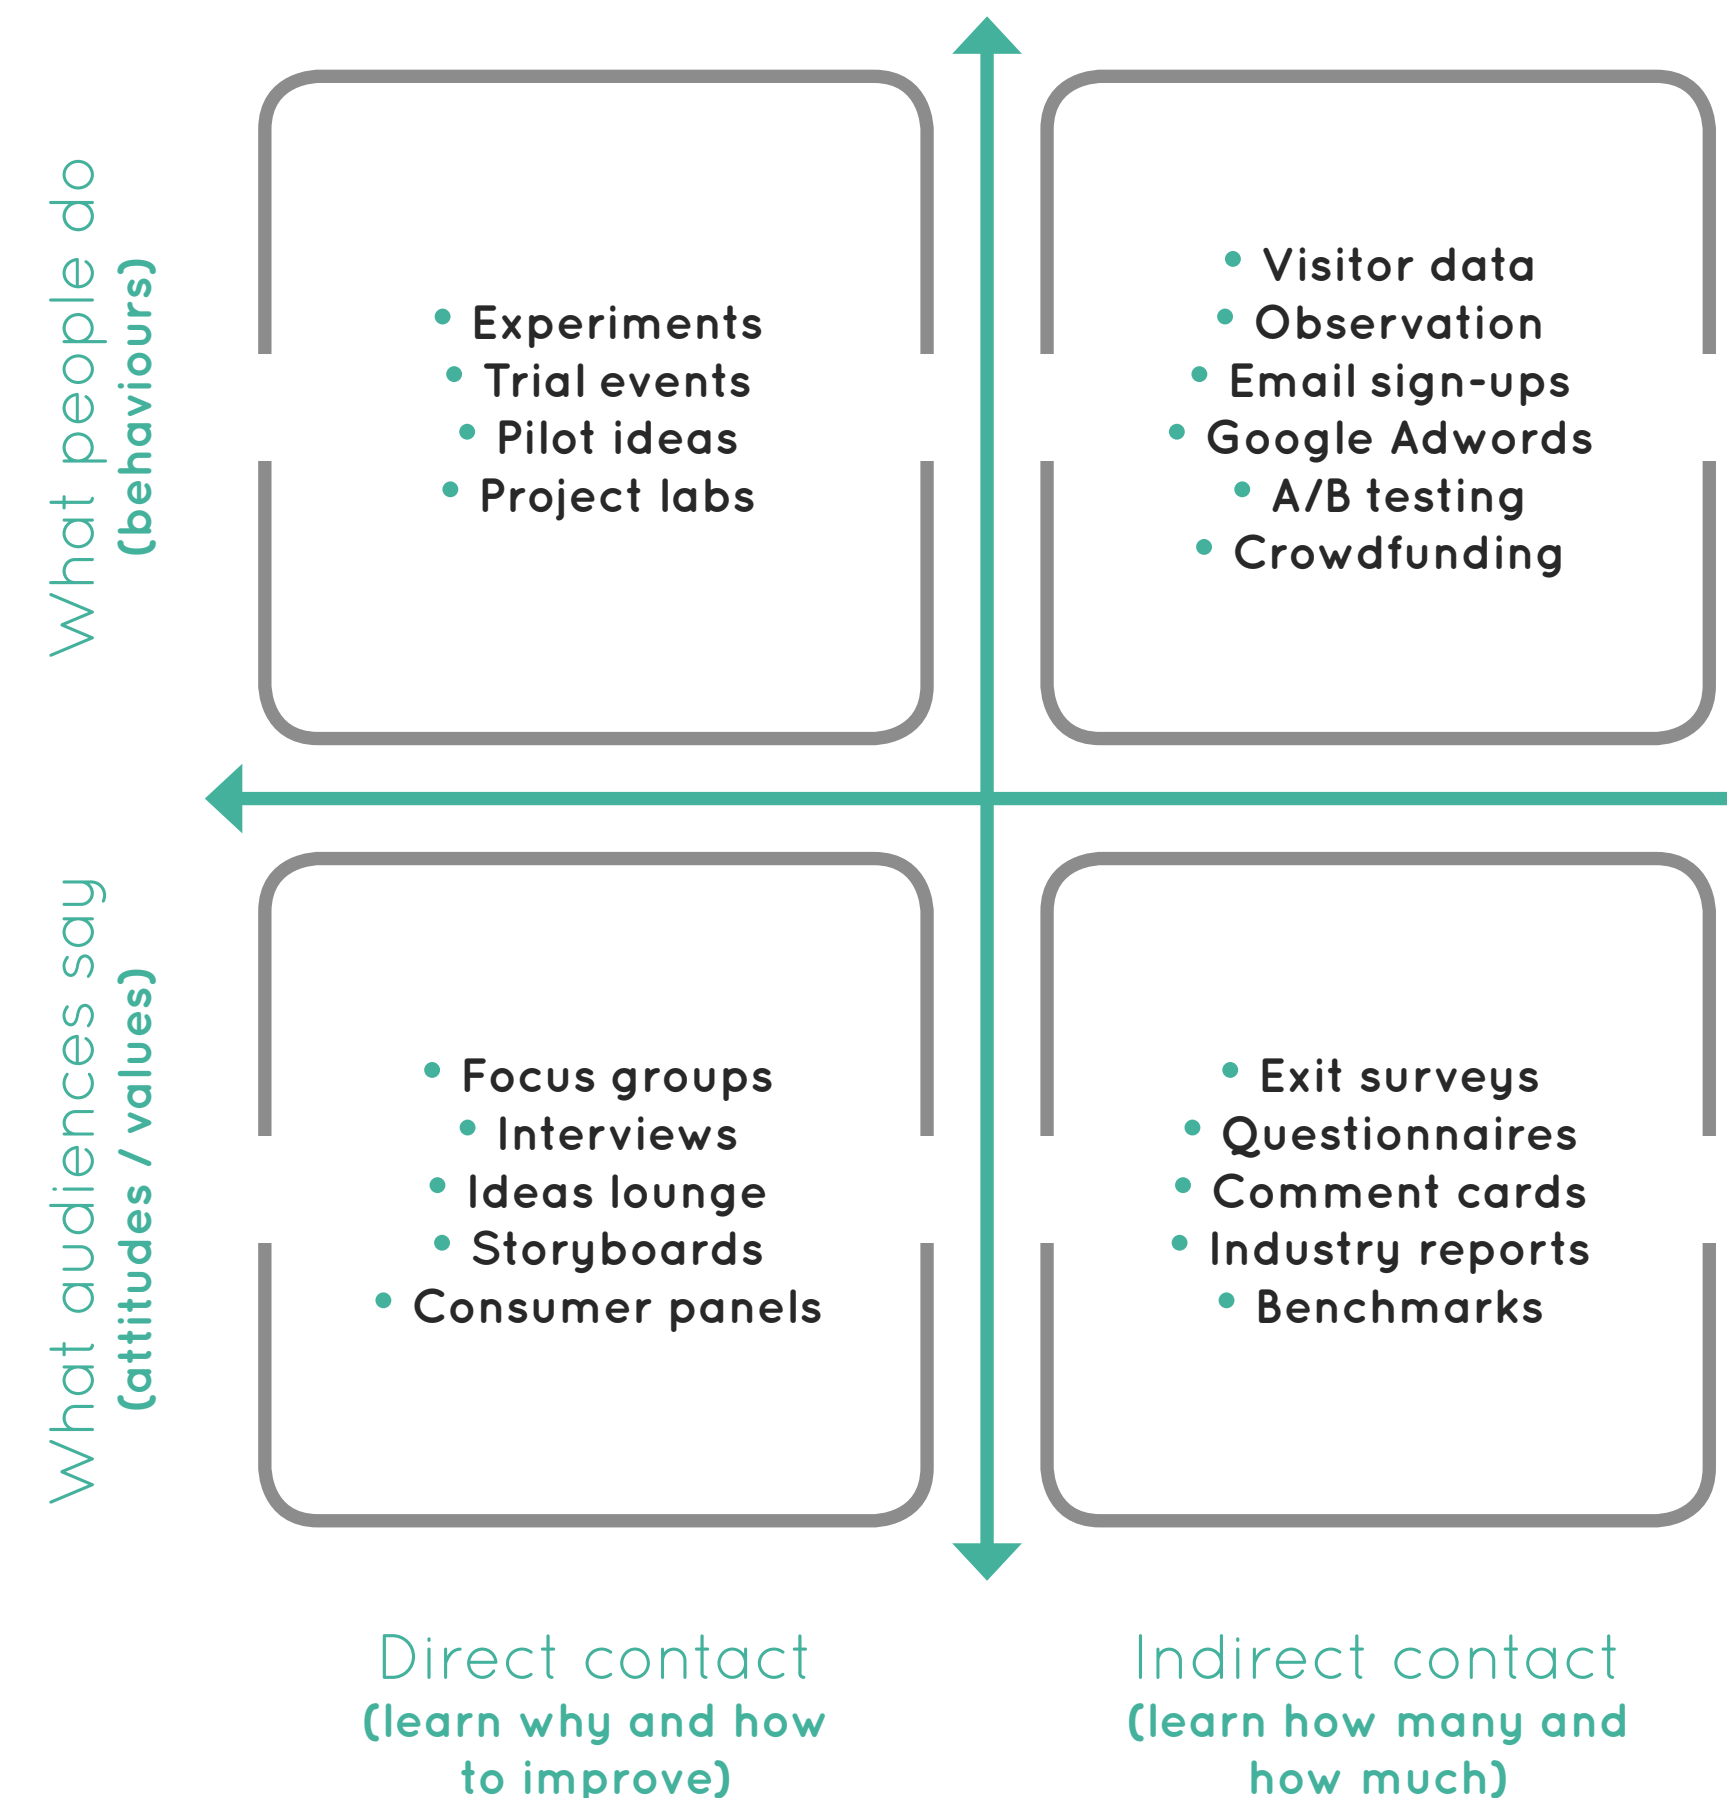 What people do
(behaviours)
• Experiments
• Trial events
• Pilot ideas
• Project labs
• Visitor data
• Observation
• Email sign-ups
• Google Adwords
• A/B testing
• Crowdfunding
What audiences say
(attitudes / values)
• Focus groups
• Interviews
• Ideas lounge
• Storyboards
• Consumer panels
• Exit surveys
• Questionnaires
• Comment cards
• Industry reports
• Benchmarks
Direct contact
(learn why and how
to improve)
Indirect contact
(learn how many and
how much)